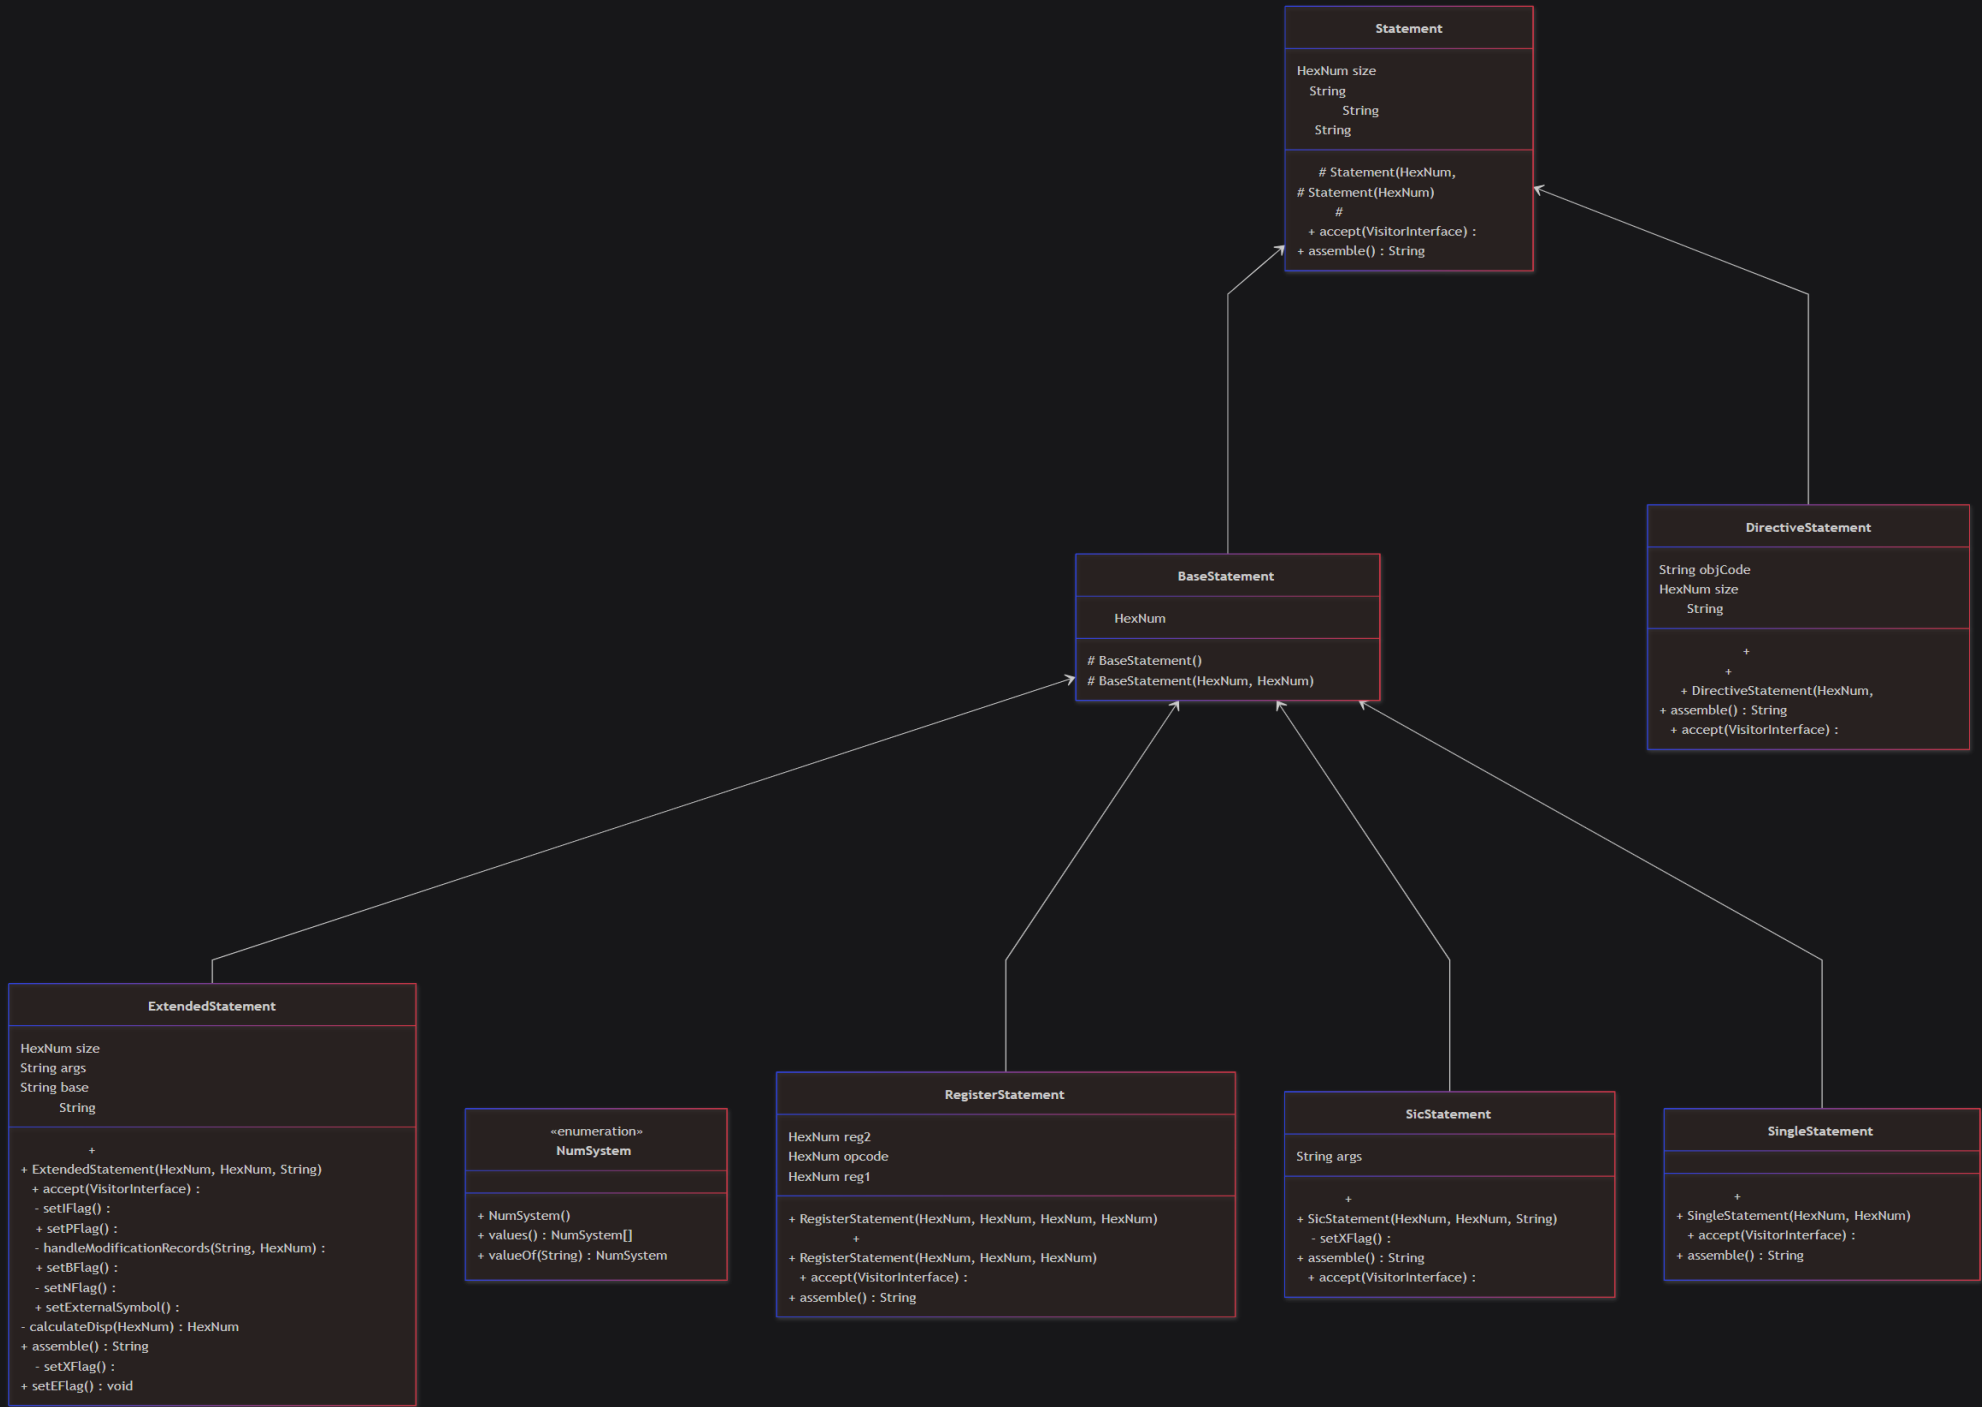 Statement
HexNum size
String
String
String
# Statement(HexNum,
# Statement(HexNum)
#
+ accept(VisitorInterface) :
+ assemble() : String
DirectiveStatement
String objCode
HexNum size
String
+
+
+ DirectiveStatement(HexNum,
+ assemble() : String
+ accept(VisitorInterface) :
BaseStatement
HexNum
# BaseStatement()
# BaseStatement(HexNum, HexNum)
ExtendedStatement
HexNum size
String args
String base
String
+
+ ExtendedStatement(HexNum, HexNum, String)
+ accept(VisitorInterface) :
- setIFlag() :
+ setPFlag() :
- handleModificationRecords(String, HexNum) :
+ setBFlag() :
- setNFlag() :
+ setExternalSymbol() :
- calculateDisp(HexNum) : HexNum
+ assemble() : String
- setXFlag() :
+ setEFlag() : void
«enumeration»
NumSystem
+ NumSystem()
+ values() : NumSystem[]
+ valueOf(String) : NumSystem
RegisterStatement
HexNum reg2
HexNum opcode
HexNum reg1
+ RegisterStatement(HexNum, HexNum, HexNum, HexNum)
+
+ RegisterStatement(HexNum, HexNum, HexNum)
+ accept(VisitorInterface) :
+ assemble() : String
SicStatement
String args
+
+ SicStatement(HexNum, HexNum, String)
- setXFlag() :
+ assemble() : String
+ accept(VisitorInterface) :
SingleStatement
+
+ SingleStatement(HexNum, HexNum)
+ accept(VisitorInterface) :
+ assemble() : String